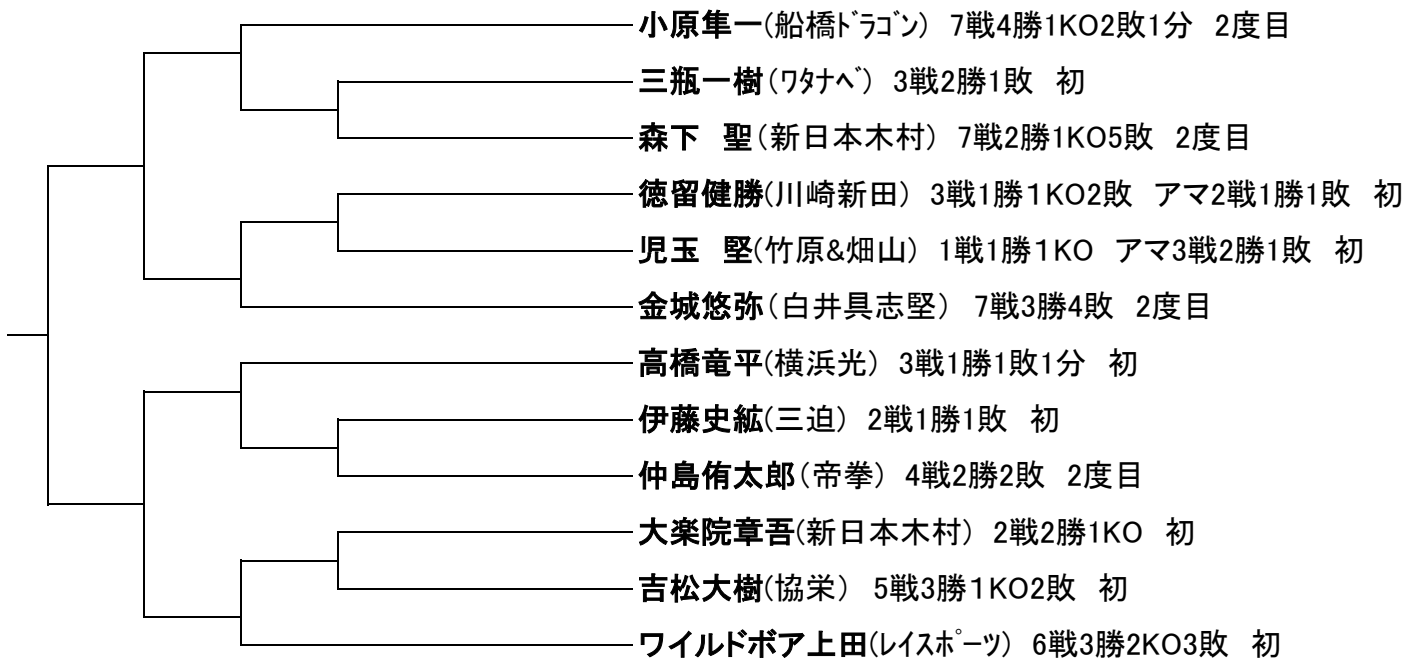 小原隼一(船橋ﾄﾞﾗｺﾞﾝ) 7戦4勝1KO2敗1分 2度目
三瓶一樹(ﾜﾀﾅﾍﾞ) 3戦2勝1敗 初
森下 聖(新日本木村) 7戦2勝1KO5敗 2度目
徳留健勝(川崎新田) 3戦1勝1KO2敗 アマ2戦1勝1敗 初
児玉 堅(竹原&畑山) 1戦1勝1KO アマ3戦2勝1敗 初
金城悠弥(白井具志堅) 7戦3勝4敗 2度目
高橋竜平(横浜光) 3戦1勝1敗1分 初
伊藤史紘(三迫) 2戦1勝1敗 初
仲島侑太郎(帝拳) 4戦2勝2敗 2度目
大楽院章吾(新日本木村) 2戦2勝1KO 初
吉松大樹(協栄) 5戦3勝1KO2敗 初
ワイルドボア上田(ﾚｲｽﾎﾟｰﾂ) 6戦3勝2KO3敗 初